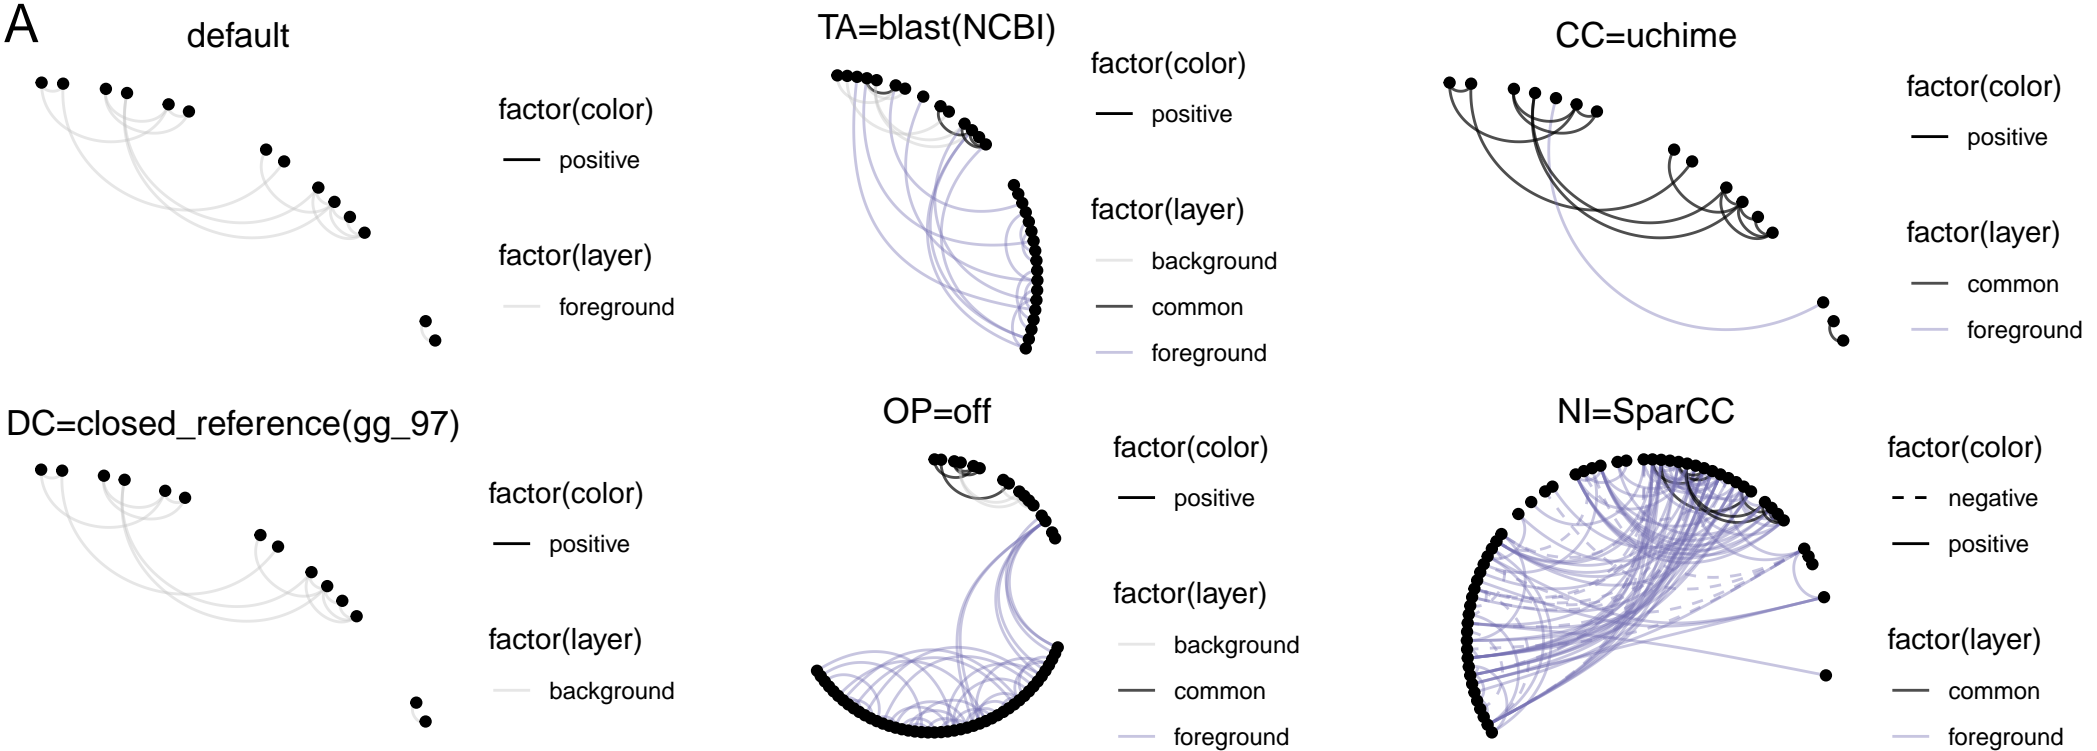 A
default
factor(color)
positive
factor(layer)
foreground
TA=blast(NCBI)
factor(color)
positive
factor(layer)
background
common
foreground
CC=uchime
factor(color)
positive
factor(layer)
common
foreground
DC=closed_reference(gg_97)
factor(color)
positive
factor(layer)
background
OP=off
factor(color)
positive
factor(layer)
background
common
foreground
NI=SparCC
factor(color)
negative
positive
factor(layer)
common
foreground